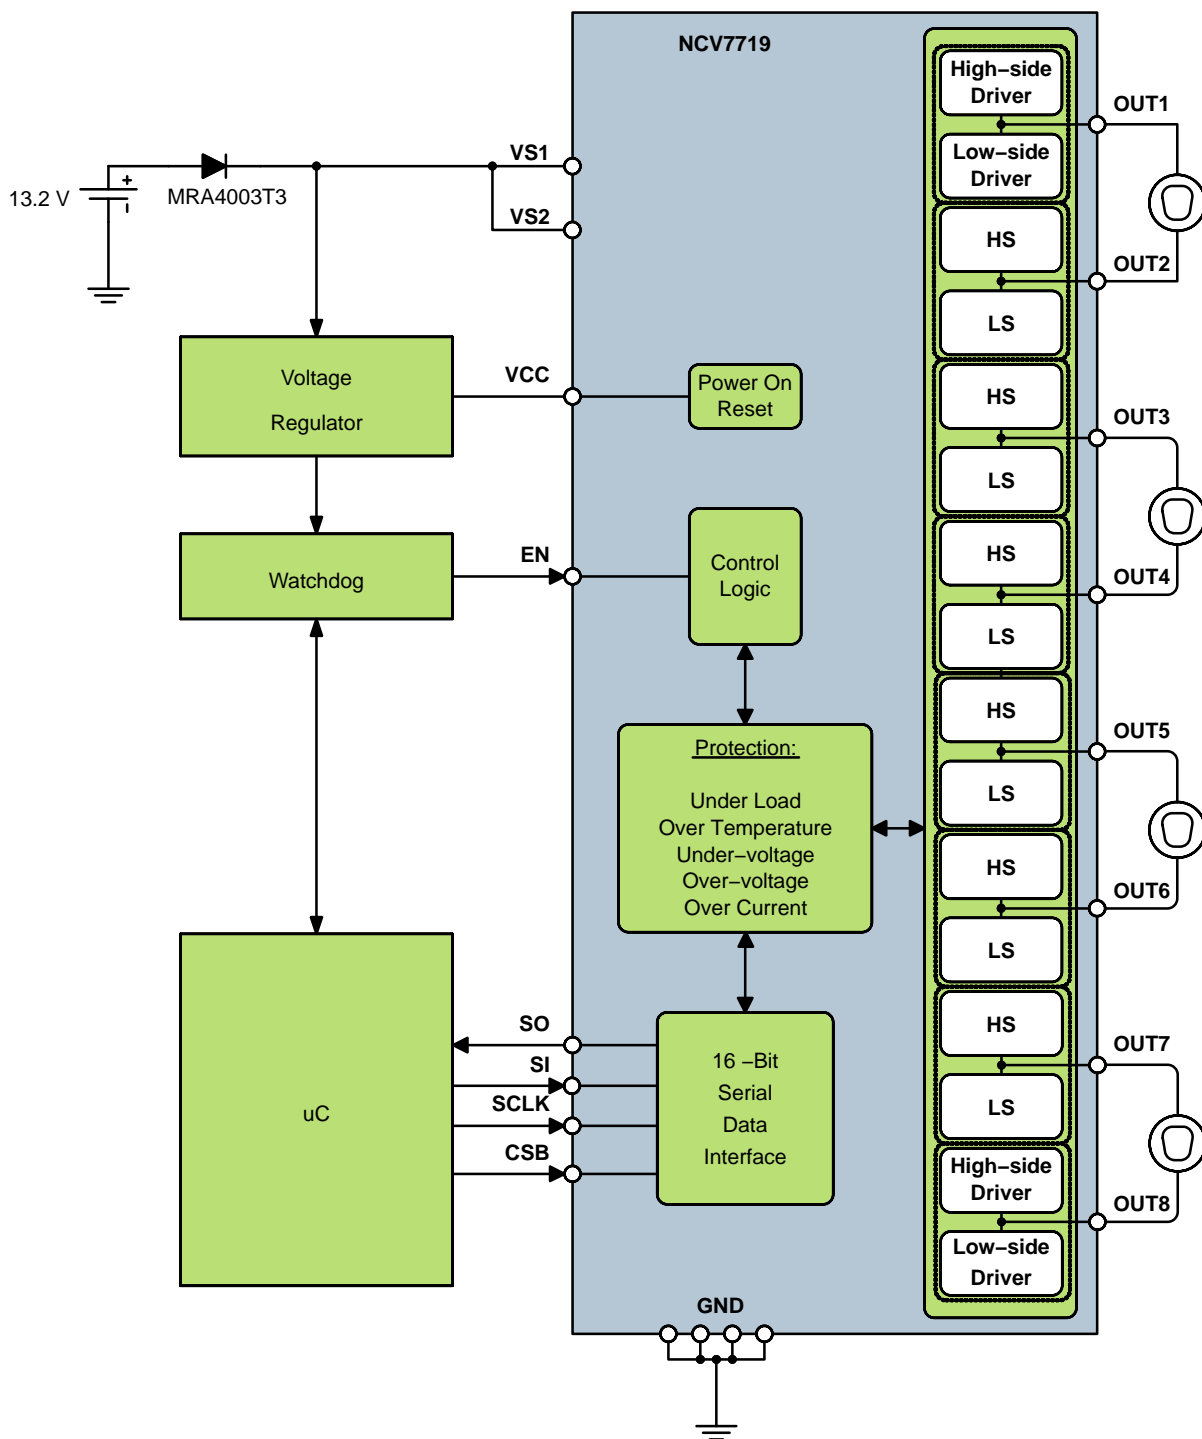 NCV7719
High−side
Driver
OUT1
Low−side
Driver
VS1
+
13.2 V
MRA4003T3
VS2
HS
OUT2
LS
Voltage
Regulator
VCC
Power On
Reset
HS
OUT3
LS
Watchdog
EN
Control
Logic
HS
OUT4
LS
HS
OUT5
Protection:
Under Load
Over Temperature
Under−voltage
Over−voltage
Over Current
LS
HS
OUT6
LS
uC
SO
SI
SCLK
CSB
16 −Bit
Serial
Data
Interface
HS
OUT7
LS
High−side
Driver
OUT8
Low−side
Driver
GND